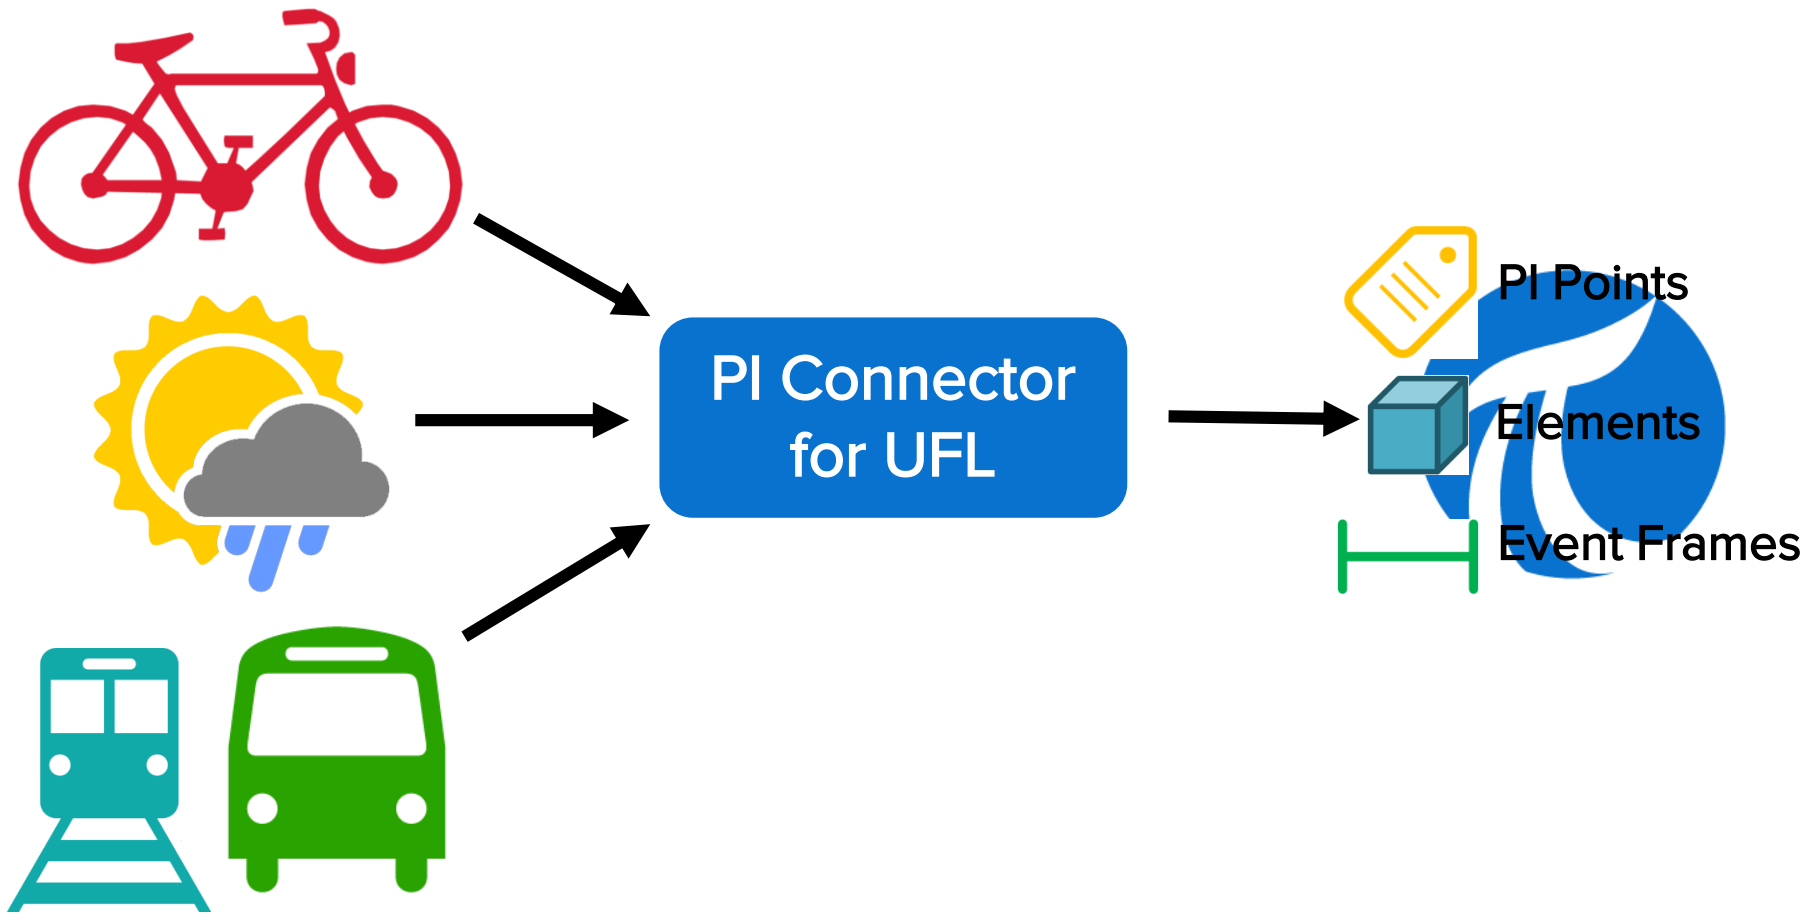 PI Connector
for UFL
PI Points
Elements
Event Frames